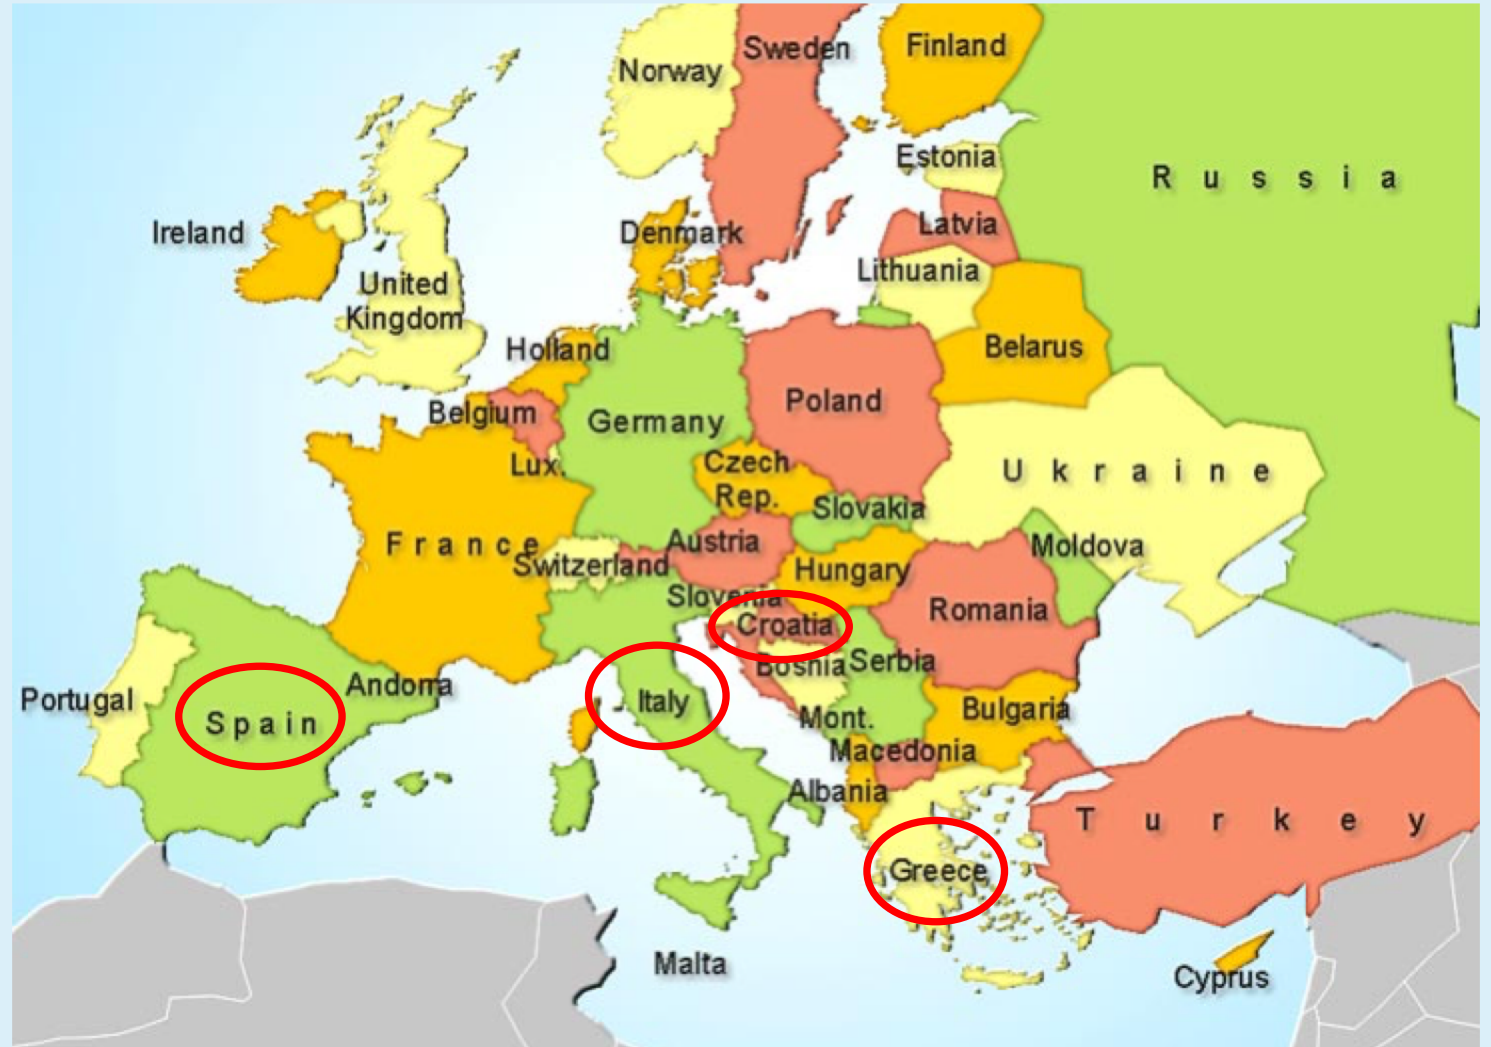 Sweden
Finland
Norway
Estonia
Russia
Latvia
Ireland
Denmark
Lithuania
United
Kingdom
Holland
Belarus
Poland
Belgium
Germany
Czech
Rep.
Lux.
Ukraine
Slovakia
France
Austria
Moldova
Switzerland
Hungary
Slovenia
Romania
Croatia
Bosnia
Serbia
Andorra
Portugal
Italy
Spain
Mont.
Bulgaria
Macedonia
Albania
Turkey
Greece
Malta
Cyprus